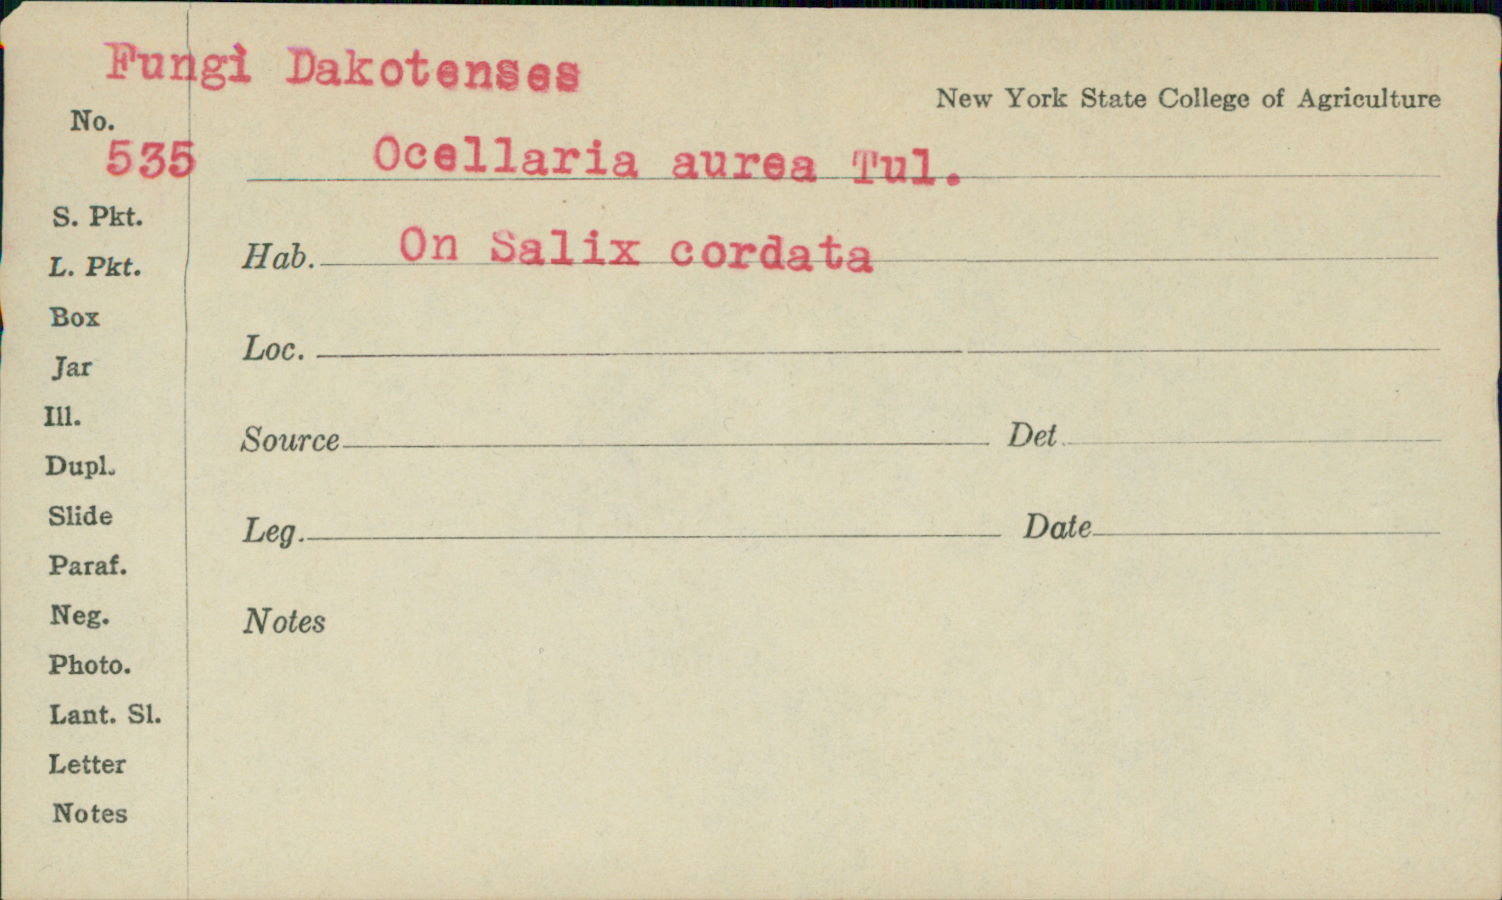 Fungi Dakotenses
New York State College of Agriculture
No.
535 Ocellaria aurea Tul.
S. Pkt.
Hab. On Salix cordata
L. Pkt.
Box
Loc.
Jar
Ill.
Source Det.
Dupl.
Slide
Leg. Date
Paraf.
Neg.
Notes
Photo.
Lant. Sl.
Letter
Notes